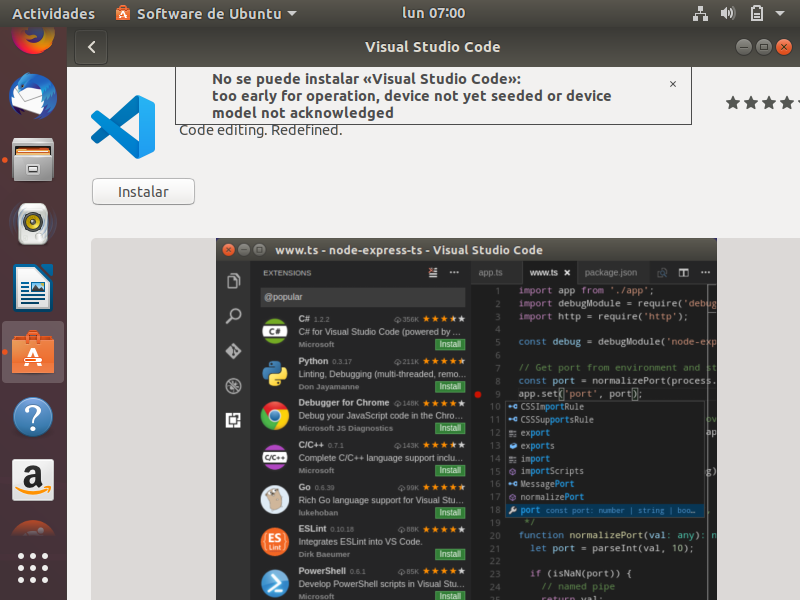 Actividades
Software de Ubuntu
lun 07:00
Visual Studio Code
No se puede instalar «Visual Studio Code»:
too early for operation, device not yet seeded or device
model not acknowledged
Code editing. Redefined.
Instalar
www.ts - node-express-ts - Visual Studio Code
EXTENSIONS
@popular
C# 1.2.2 356K
C# for Visual Studio Code (powered by ...
Microsoft Install
Python 0.3.17 211K
Linting, Debugging (multi-threaded, remo...
Don Jayamanne Install
Debugger for Chrome 148K
Debug your JavaScript code in the Chro...
Microsoft JS Diagnostics Install
C/C++ 0.7.1 143K
Complete C/C++ language support inclu...
Microsoft Install
Go 0.6.39 99K
Rich Go language support for Visual Stu...
lukehoban Install
ESLint 0.10.18 88K
Integrates ESLint into VS Code.
Dirk Baeumer Install
PowerShell 0.6.1 85K
Develop PowerShell scripts in Visual Stu...
Microsoft Install
app.ts www.ts package.json
1 import app from './app';
2 import debugModule = require('debug
3 import http = require('http');
4
5 const debug = debugModule('node-exp
6
7 // Get port from environment and st
8 const port = normalizePort(process.
9 app.set('port', port);
10 CSSImportRule
11 CSSSupportsRule
12 export
13 exports
14 import
15 importScripts
16 MessagePort
17 normalizePort
18 port const port: number | string | boo...
19 */
20 function normalizePort(val: any): n
21 let port = parseInt(val, 10);
22
23 if (isNaN(port)) {
24 // named pipe
25 return val;